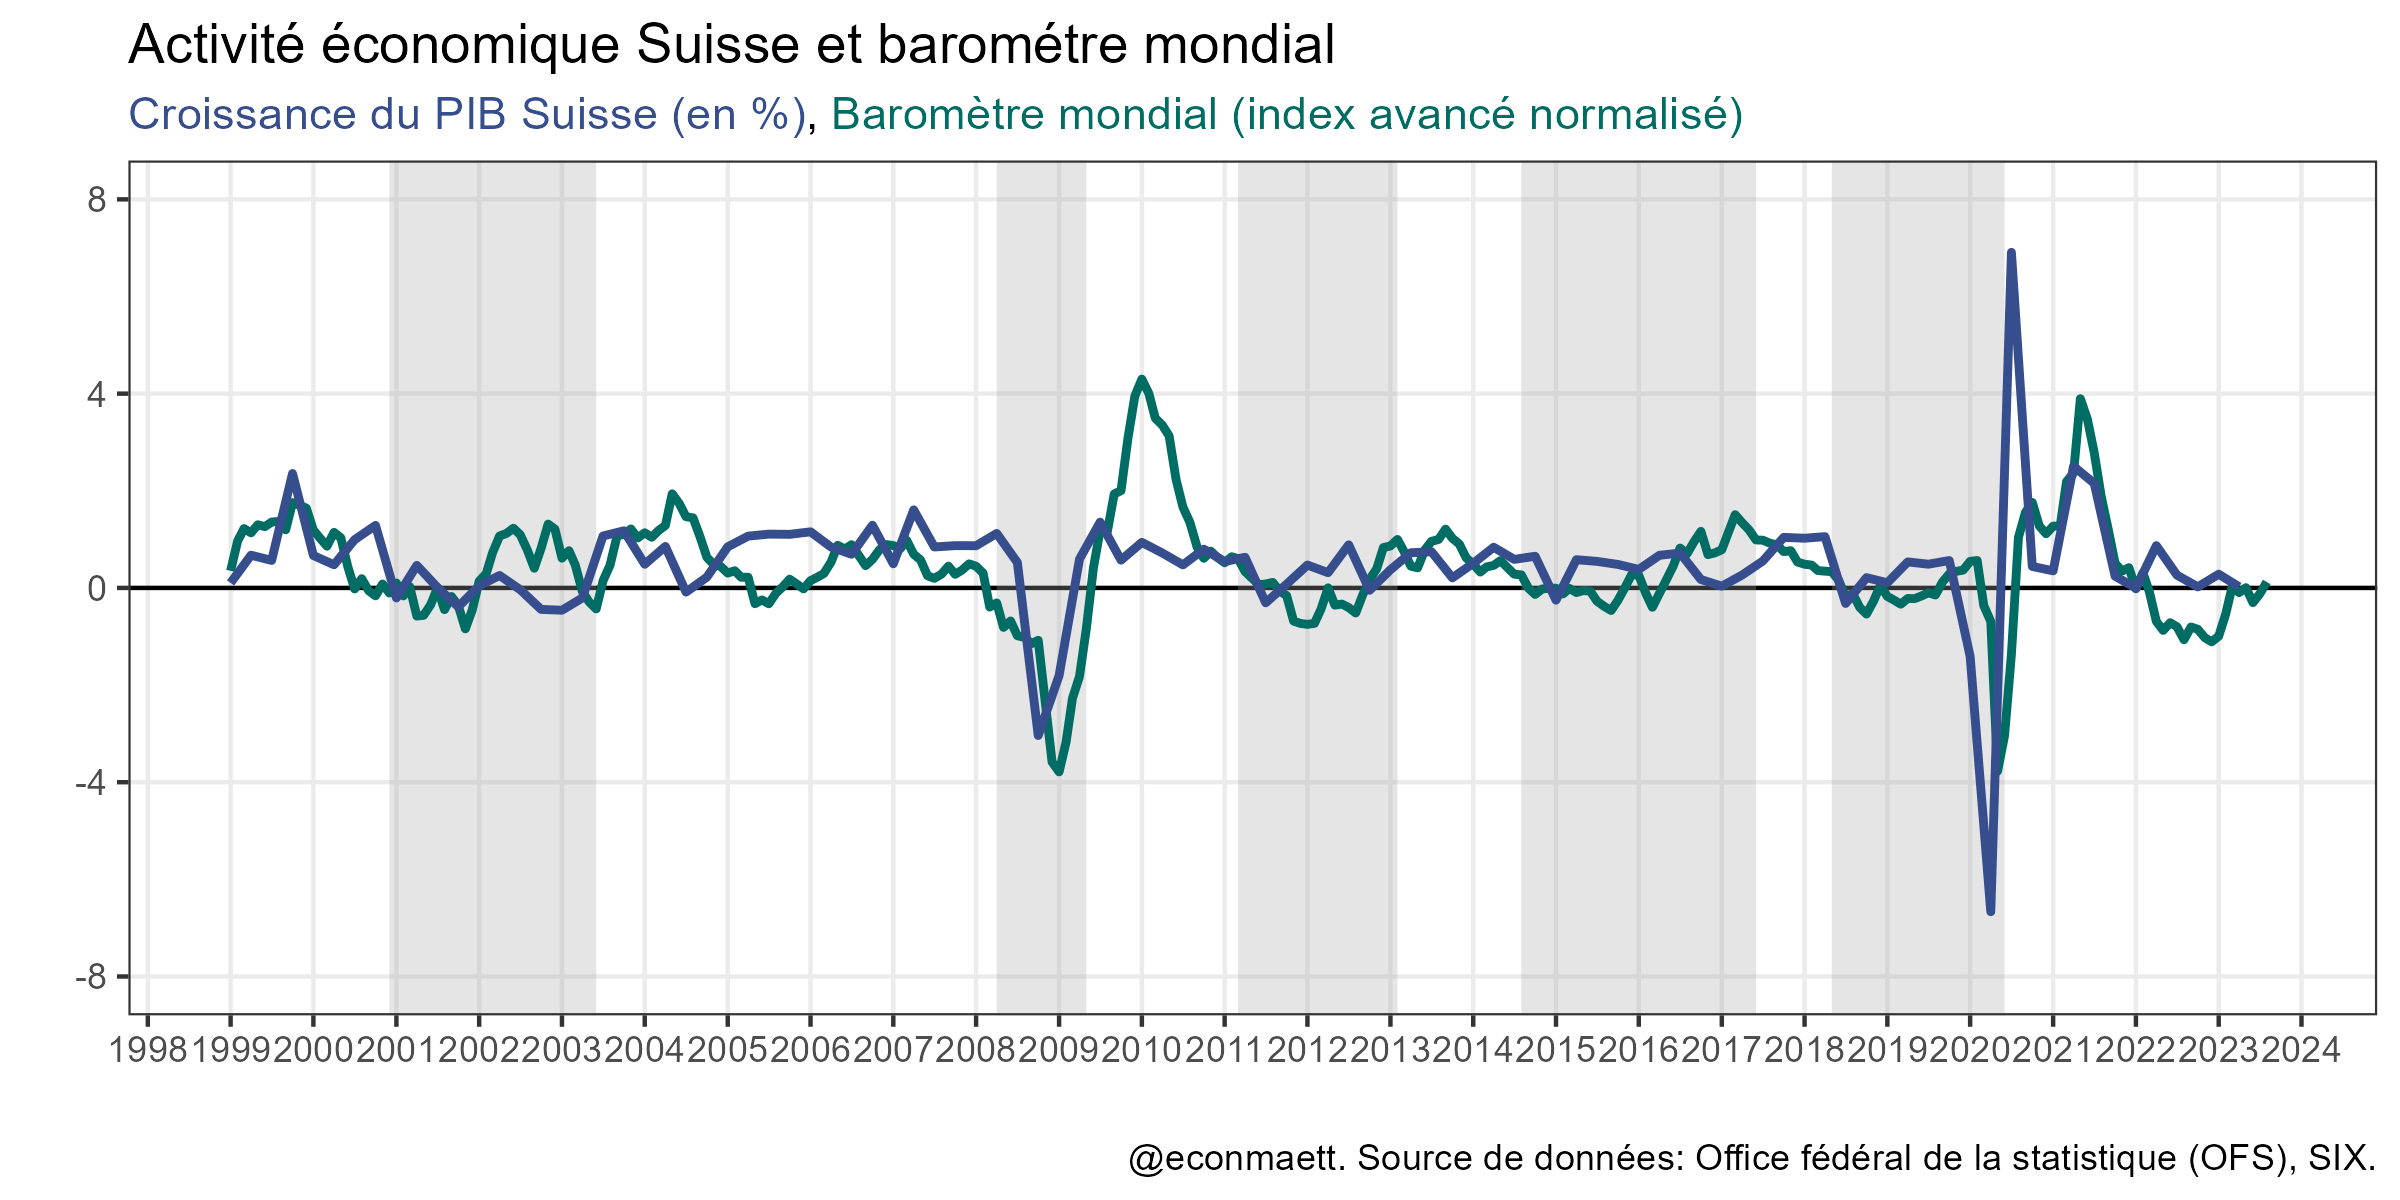 Activité économique Suisse et barométre mondial
Croissance du PIB Suisse (en %), Baromètre mondial (index avancé normalisé)
8
4
0
-4
-8
1998 1999 2000 2001 2002 2003 2004 2005 2006 2007 2008 2009 2010 2011 2012 2013 2014 2015 2016 2017 2018 2019 2020 2021 2022 2023 2024
@econmaett. Source de données: Office fédéral de la statistique (OFS), SIX.